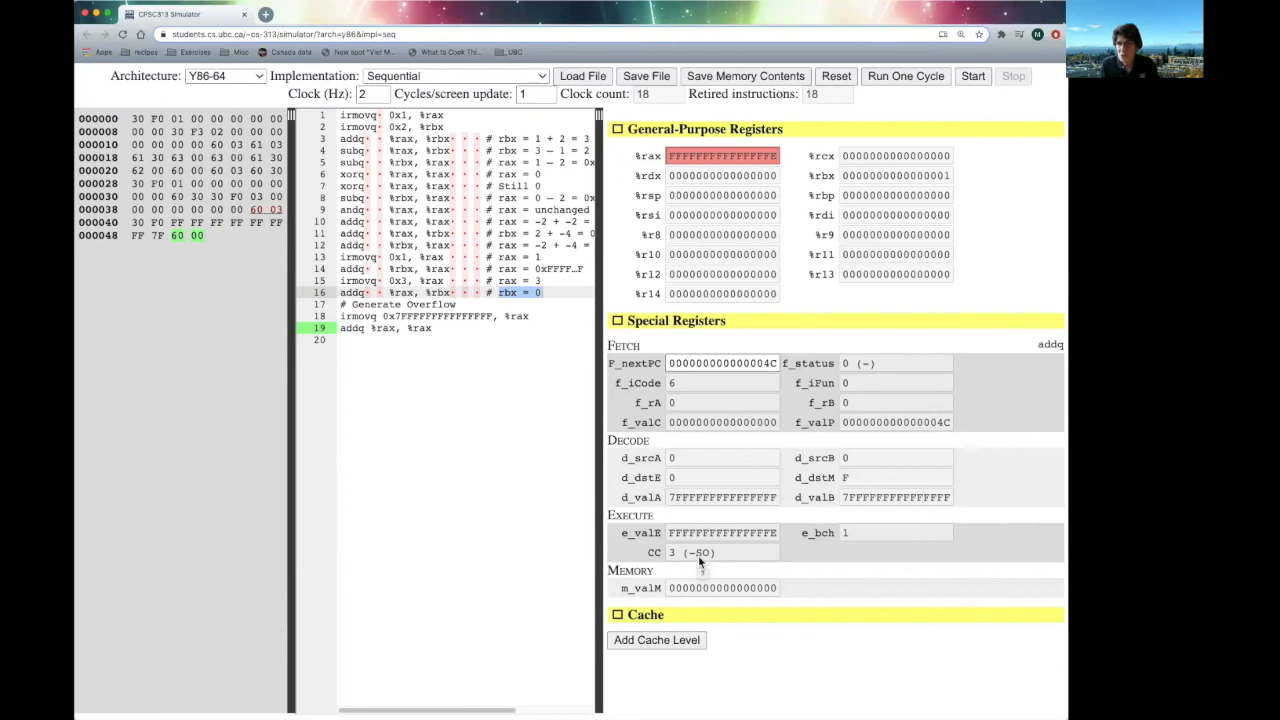 CPSC313 Simulator × +
students.cs.ubc.ca/~cs-313/simulator/?arch=y86&impl=seq M
Apps recipes Exercises Misc Canada data New spot "Viet M... What to Cook Thi... _UBC
Architecture: Y86-64 Implementation: Sequential Load File Save File Save Memory Contents Reset Run One Cycle Start Stop
Clock (Hz): 2 Cycles/screen update: 1 Clock count: 18 Retired instructions: 18
000000 30 F0 01 00 00 00 00 00
000008 00 00 30 F3 02 00 00 00
000010 00 00 00 00 60 03 61 03
000018 61 30 63 00 63 00 61 30
000020 62 00 60 03 61 03 60 30
000028 30 F0 01 00 00 00 00 00
000030 00 00 60 30 30 F0 03 00
000038 00 00 00 00 00 00 60 03
000040 30 F0 FF FF FF FF FF FF
000048 FF 7F 60 00
1 irmovq· 0x1, %rax
2 irmovq· 0x2, %rbx
3 addq· · %rax, %rbx· · · # rbx = 1 + 2 = 3
4 subq· · %rax, %rbx· · · # rbx = 3 – 1 = 2
5 subq· · %rbx, %rax· · · # rax = 1 – 2 = 0x
6 xorq· · %rax, %rax· · · # rax = 0
7 xorq· · %rax, %rax· · · # Still 0
8 subq· · %rbx, %rax· · · # rax = 0 – 2 = 0x
9 andq· · %rax, %rax· · · # rax = unchanged
10 addq· · %rax, %rbx· · · # rax = -2 + -2 =
11 addq· · %rax, %rbx· · · # rbx = 2 + -4 = 0
12 addq· · %rbx, %rax· · · # rax = -2 + -4 =
13 irmovq· 0x1, %rax· · · # rax = 1
14 addq· · %rbx, %rax· · · # rax = 0xFFFF…F
15 irmovq· 0x3, %rax· · · # rax = 3
16 addq· · %rax, %rbx· · · # rbx = 0
17 # Generate Overflow
18 irmovq 0x7FFFFFFFFFFFFFFF, %rax
19 addq %rax, %rax
20
General-Purpose Registers
%rax FFFFFFFFFFFFFFFE %rcx 0000000000000000
%rdx 0000000000000000 %rbx 0000000000000001
%rsp 0000000000000000 %rbp 0000000000000000
%rsi 0000000000000000 %rdi 0000000000000000
%r8 0000000000000000 %r9 0000000000000000
%r10 0000000000000000 %r11 0000000000000000
%r12 0000000000000000 %r13 0000000000000000
%r14 0000000000000000
Special Registers
FETCH addq
F_nextPC 000000000000004C f_status 0 (-)
f_iCode 6 f_iFun 0
f_rA 0 f_rB 0
f_valC 0000000000000000 f_valP 000000000000004C
DECODE
d_srcA 0 d_srcB 0
d_dstE 0 d_dstM F
d_valA 7FFFFFFFFFFFFFFF d_valB 7FFFFFFFFFFFFFFF
EXECUTE
e_valE FFFFFFFFFFFFFFFE e_bch 1
CC 3 (-SO)
3
MEMORY
m_valM 0000000000000000
Cache
Add Cache Level